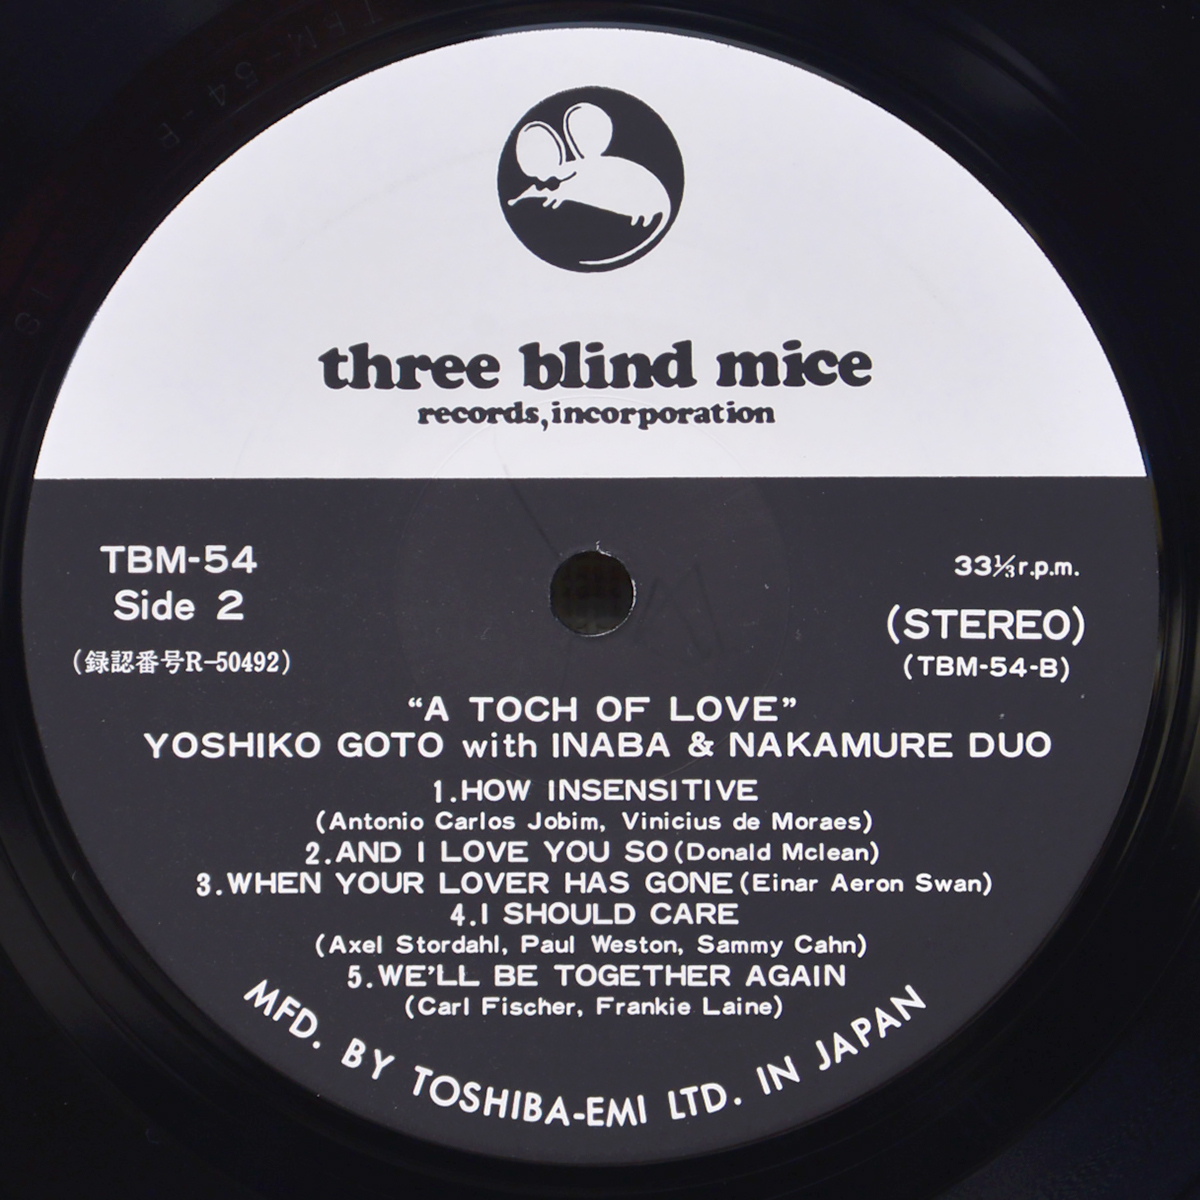 three blind mice
records, incorporation
TBM-54
Side 2
(録認番号R-50492)
33⅓ r.p.m.
(STEREO)
(TBM-54-B)
"A TOCH OF LOVE"
YOSHIKO GOTO with INABA & NAKAMURE DUO
1.HOW INSENSITIVE
(Antonio Carlos Jobim, Vinicius de Moraes)
2.AND I LOVE YOU SO(Donald Mclean)
3.WHEN YOUR LOVER HAS GONE(Einar Aeron Swan)
4.I SHOULD CARE
(Axel Stordahl, Paul Weston, Sammy Cahn)
5.WE'LL BE TOGETHER AGAIN
(Carl Fischer, Frankie Laine)
MFD. BY TOSHIBA-EMI LTD. IN JAPAN